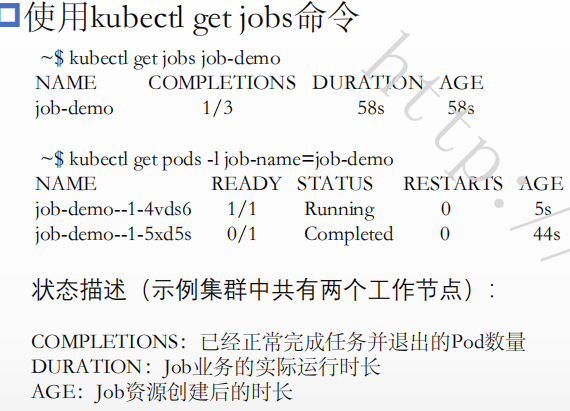 使用kubectl get jobs命令
~$ kubectl get jobs job-demo
NAME COMPLETIONS DURATION AGE
job-demo 1/3 58s 58s
~$ kubectl get pods -l job-name=job-demo
NAME READY STATUS RESTARTS AGE
job-demo--1-4vds6 1/1 Running 0 5s
job-demo--1-5xd5s 0/1 Completed 0 44s
状态描述（示例集群中共有两个工作节点）：
COMPLETIONS：已经正常完成任务并退出的Pod数量
DURATION：Job业务的实际运行时长
AGE：Job资源创建后的时长
http://